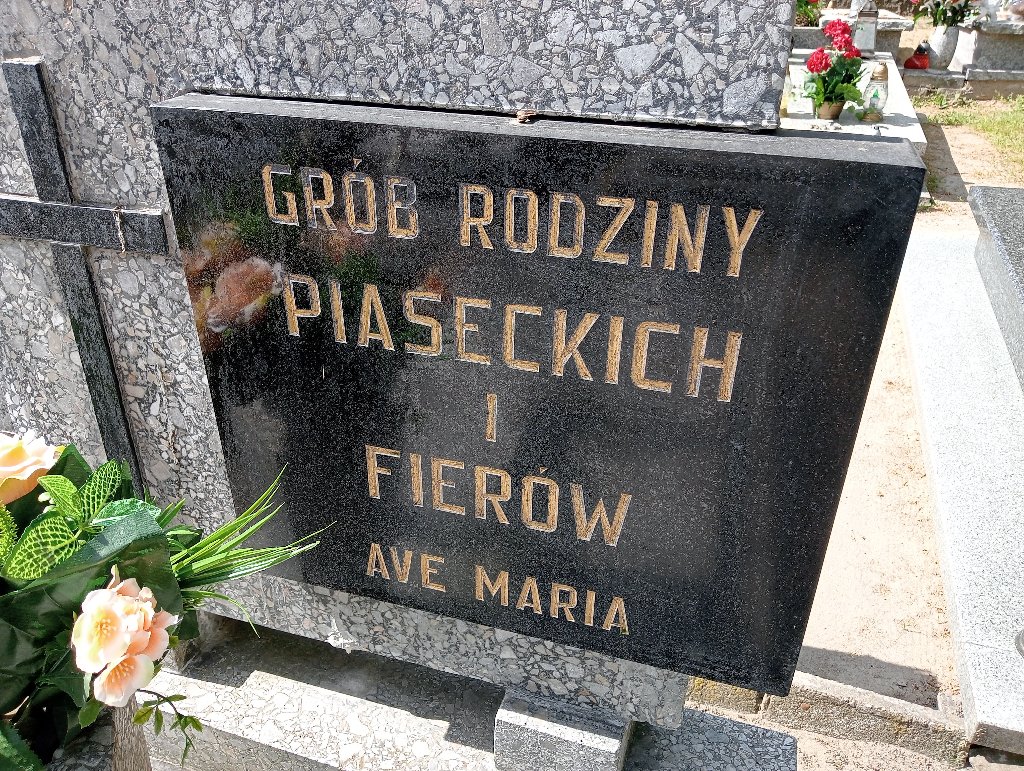 GRÓB RODZINY
PIASECKICH
I
FIERÓW
AVE MARIA